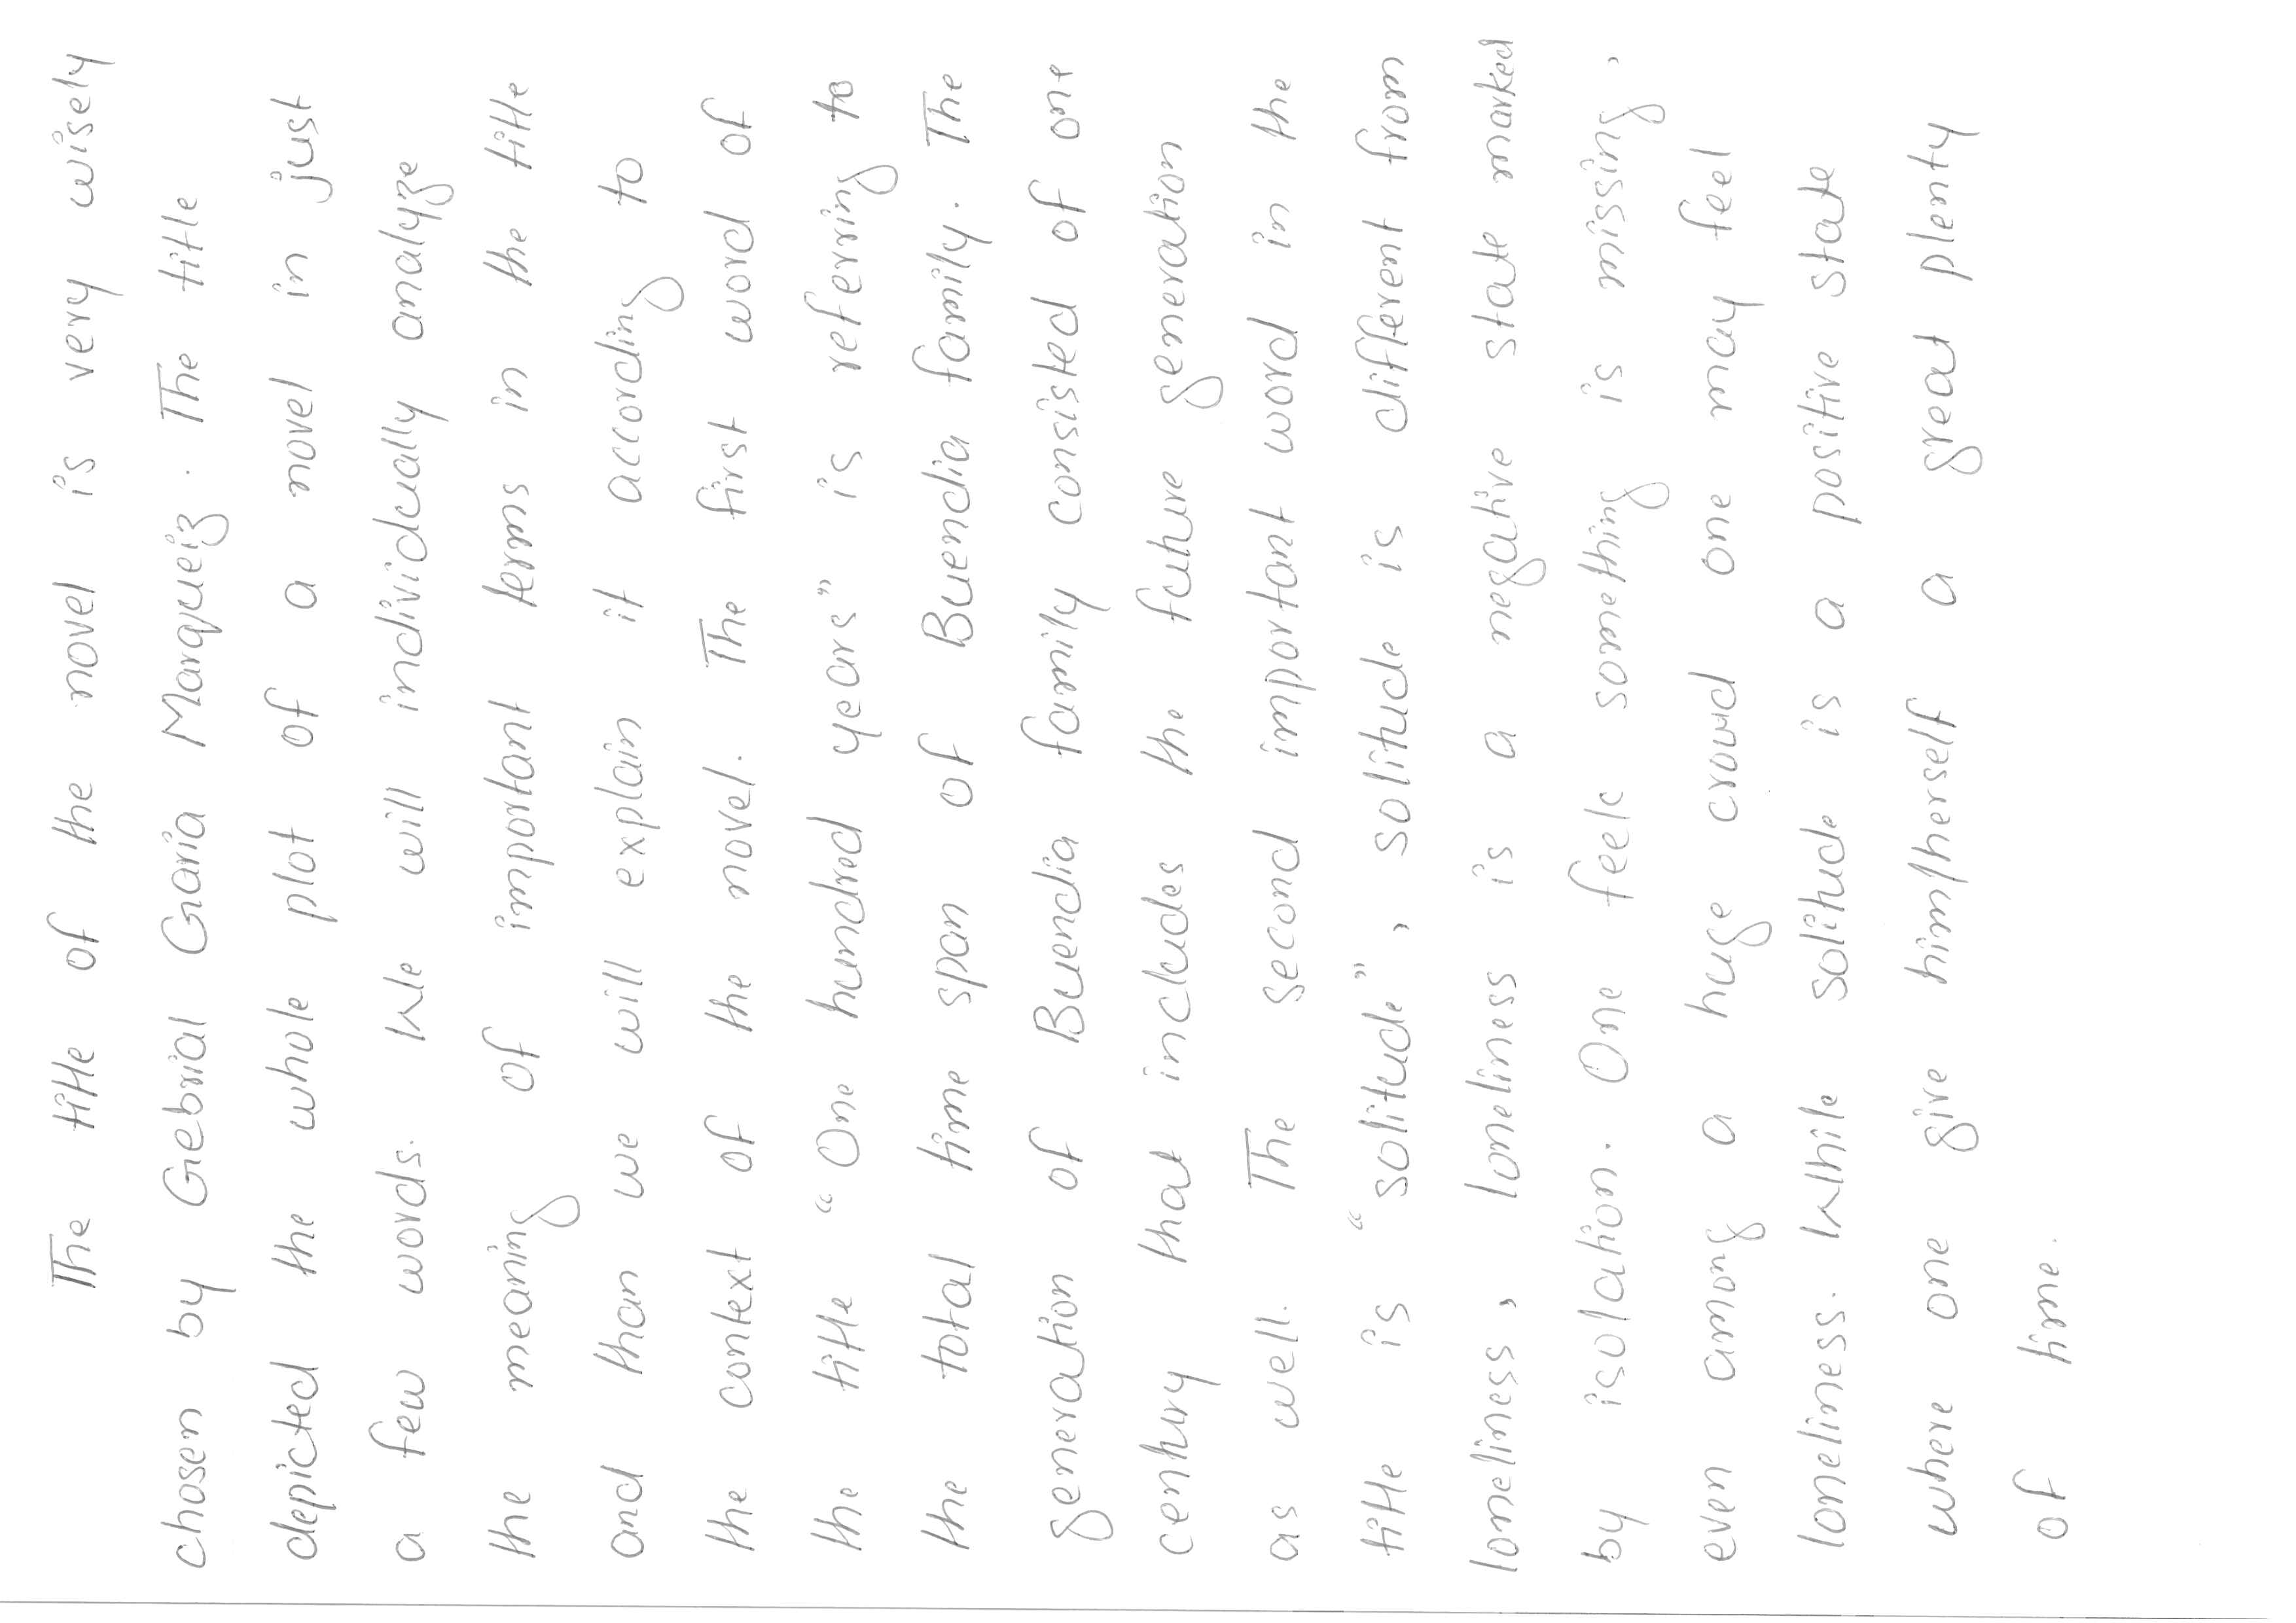 The title of the novel is very wisely
chosen by Gebrial Garia Marqueiz. The title
depicted the whole plot of a novel in just
a few words. We will individually analyze
the meaning of important terms in the title
and than we will explain it according to
the context of the novel. The first word of
the title "One hundred years" is referring to
the total time span of Buendia family. The
generation of Buendia family consisted of one
century that includes the future generation
as well. The second important word in the
title is "solitude", solitude is different from
loneliness, loneliness is a negative state marked
by isolation. One feels something is missing,
even among a huge crowd one may feel
loneliness. While solitude is a positive state
where one give him/herself a great plenty
of time.